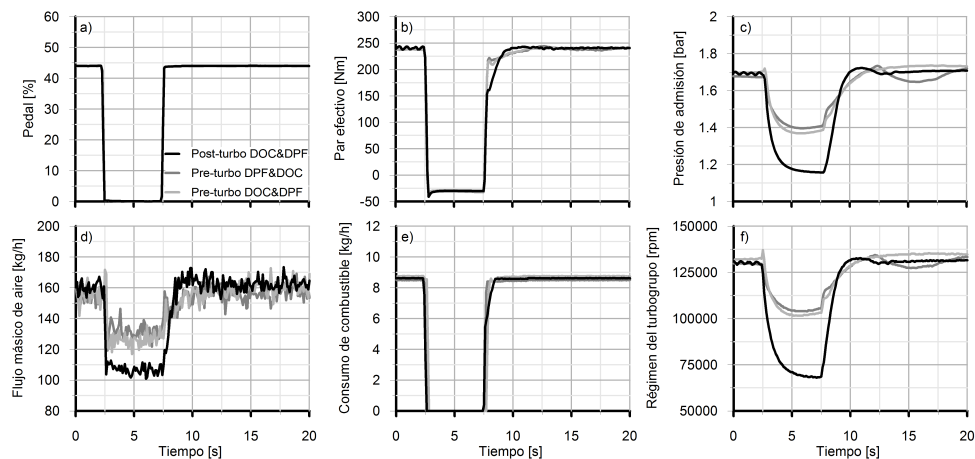 a)
Pedal [%]
60
50
40
30
20
10
0
0 5 10 15 20
Post-turbo DOC&DPF
Pre-turbo DPF&DOC
Pre-turbo DOC&DPF
b)
Par efectivo [Nm]
300
250
200
150
100
50
0
-50
0 5 10 15 20
c)
Presión de admisión [bar]
2
1.8
1.6
1.4
1.2
1
0 5 10 15 20
d)
Flujo másico de aire [kg/h]
200
180
160
140
120
100
80
0 5 10 15 20
Tiempo [s]
e)
Consumo de combustible [kg/h]
12
10
8
6
4
2
0
0 5 10 15 20
Tiempo [s]
f)
Régimen del turbogrupo [rpm]
150000
125000
100000
75000
50000
0 5 10 15 20
Tiempo [s]